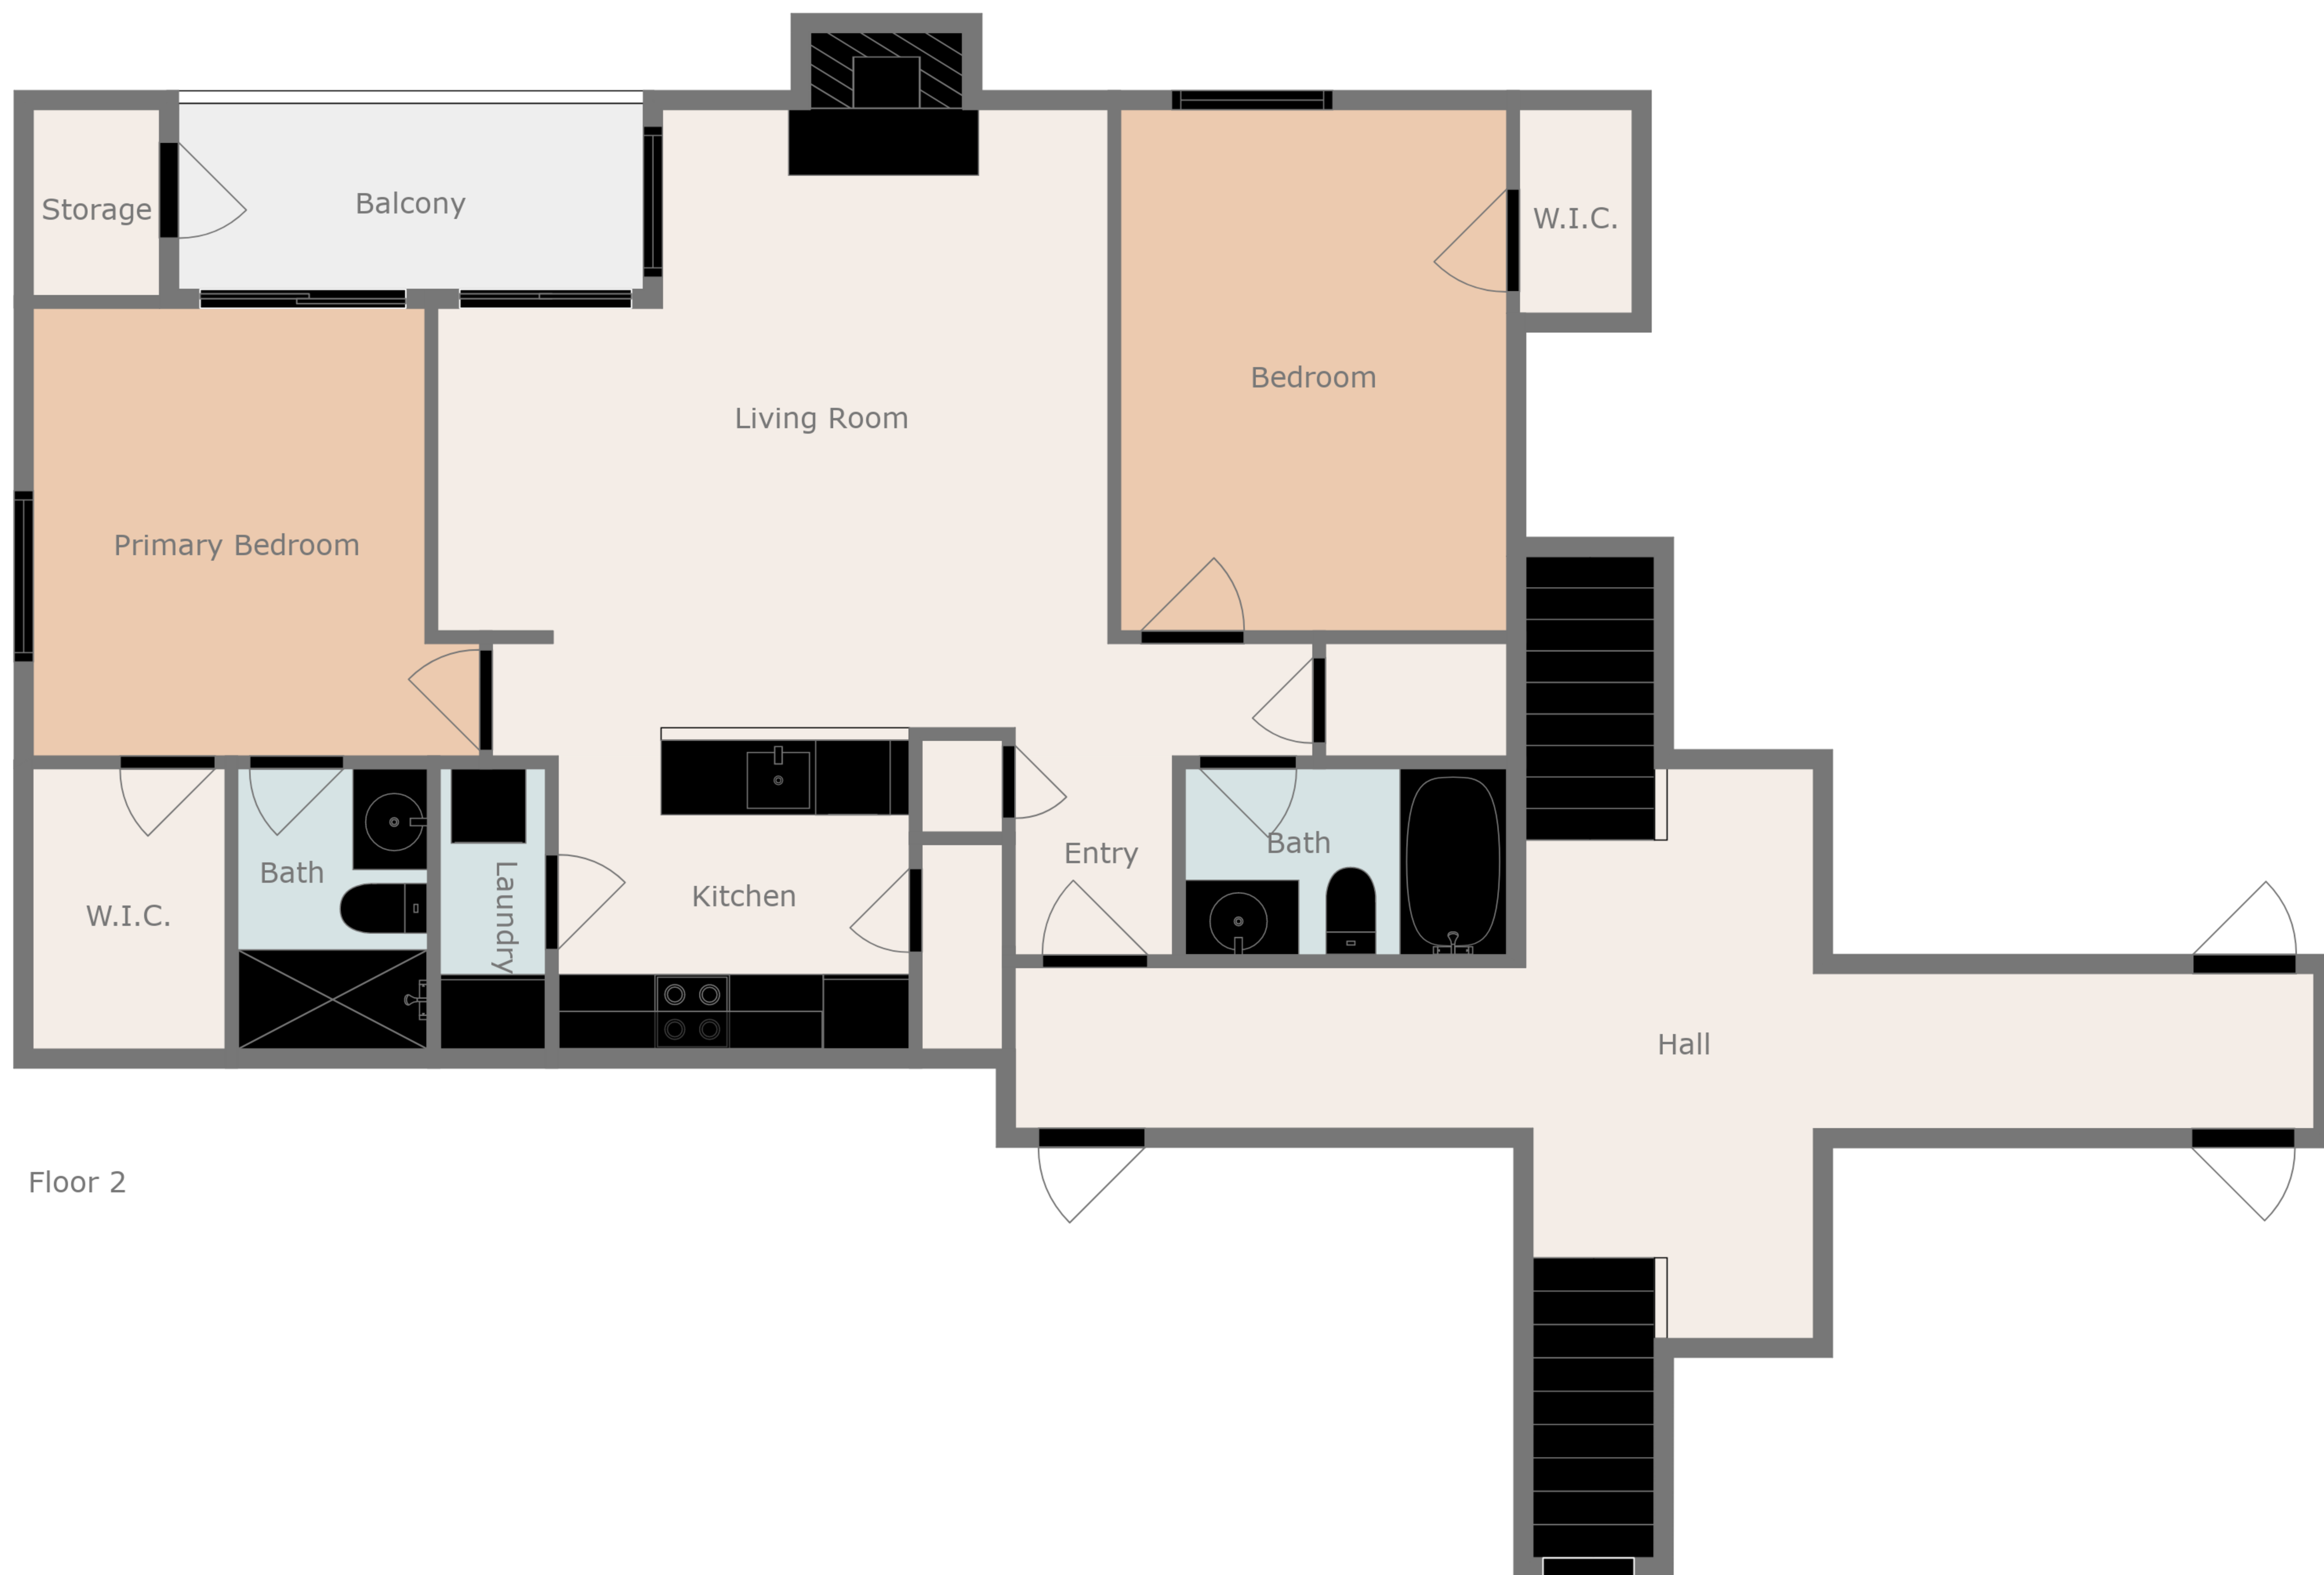 Storage
Balcony
W.I.C.
Bedroom
Living Room
Primary Bedroom
Bath
Entry
Bath
Laundry
Kitchen
W.I.C.
Hall
Floor 2